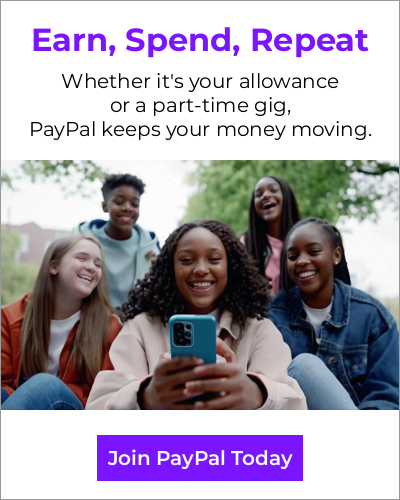 Earn, Spend, Repeat
Whether it's your allowance
or a part-time gig,
PayPal keeps your money moving.
Join PayPal Today